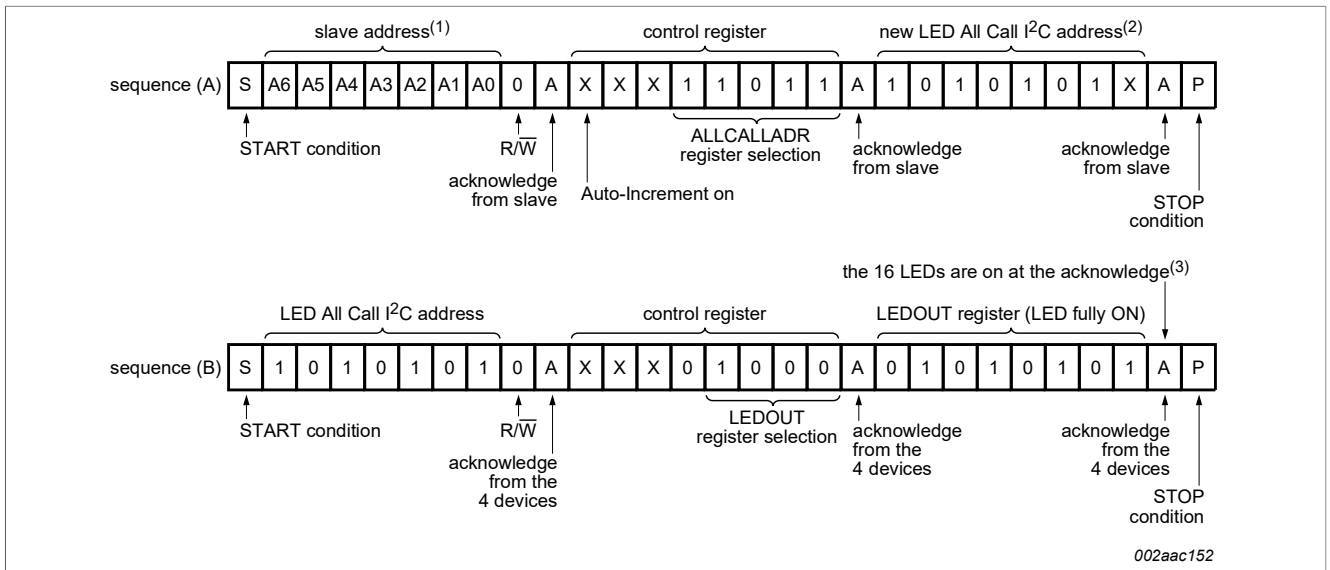 slave address(1) control register new LED All Call I2C address(2)
sequence (A) S A6 A5 A4 A3 A2 A1 A0 0 A X X X 1 1 0 1 1 A 1 0 1 0 1 0 1 X A P
START condition
R/W
acknowledge
from slave
Auto-Increment on
ALLCALLADR
register selection
acknowledge
from slave
acknowledge
from slave
STOP
condition
the 16 LEDs are on at the acknowledge(3)
LED All Call I2C address control register LEDOUT register (LED fully ON)
sequence (B) S 1 0 1 0 1 0 1 0 A X X X 0 1 0 0 0 A 0 1 0 1 0 1 0 1 A P
START condition
R/W
acknowledge
from the
4 devices
LEDOUT
register selection
acknowledge
from the
4 devices
acknowledge
from the
4 devices
STOP
condition
002aac152